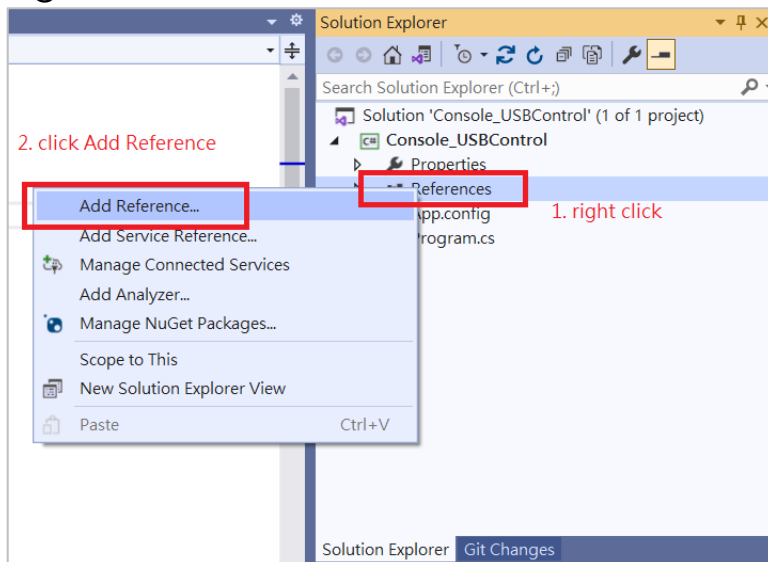 Solution Explorer
Search Solution Explorer (Ctrl+;)
Solution 'Console_USBControl' (1 of 1 project)
C# Console_USBControl
Properties
References
App.config
Program.cs
1. right click
2. click Add Reference
Add Reference...
Add Service Reference...
Manage Connected Services
Add Analyzer...
Manage NuGet Packages...
Scope to This
New Solution Explorer View
Paste Ctrl+V
Solution Explorer Git Changes